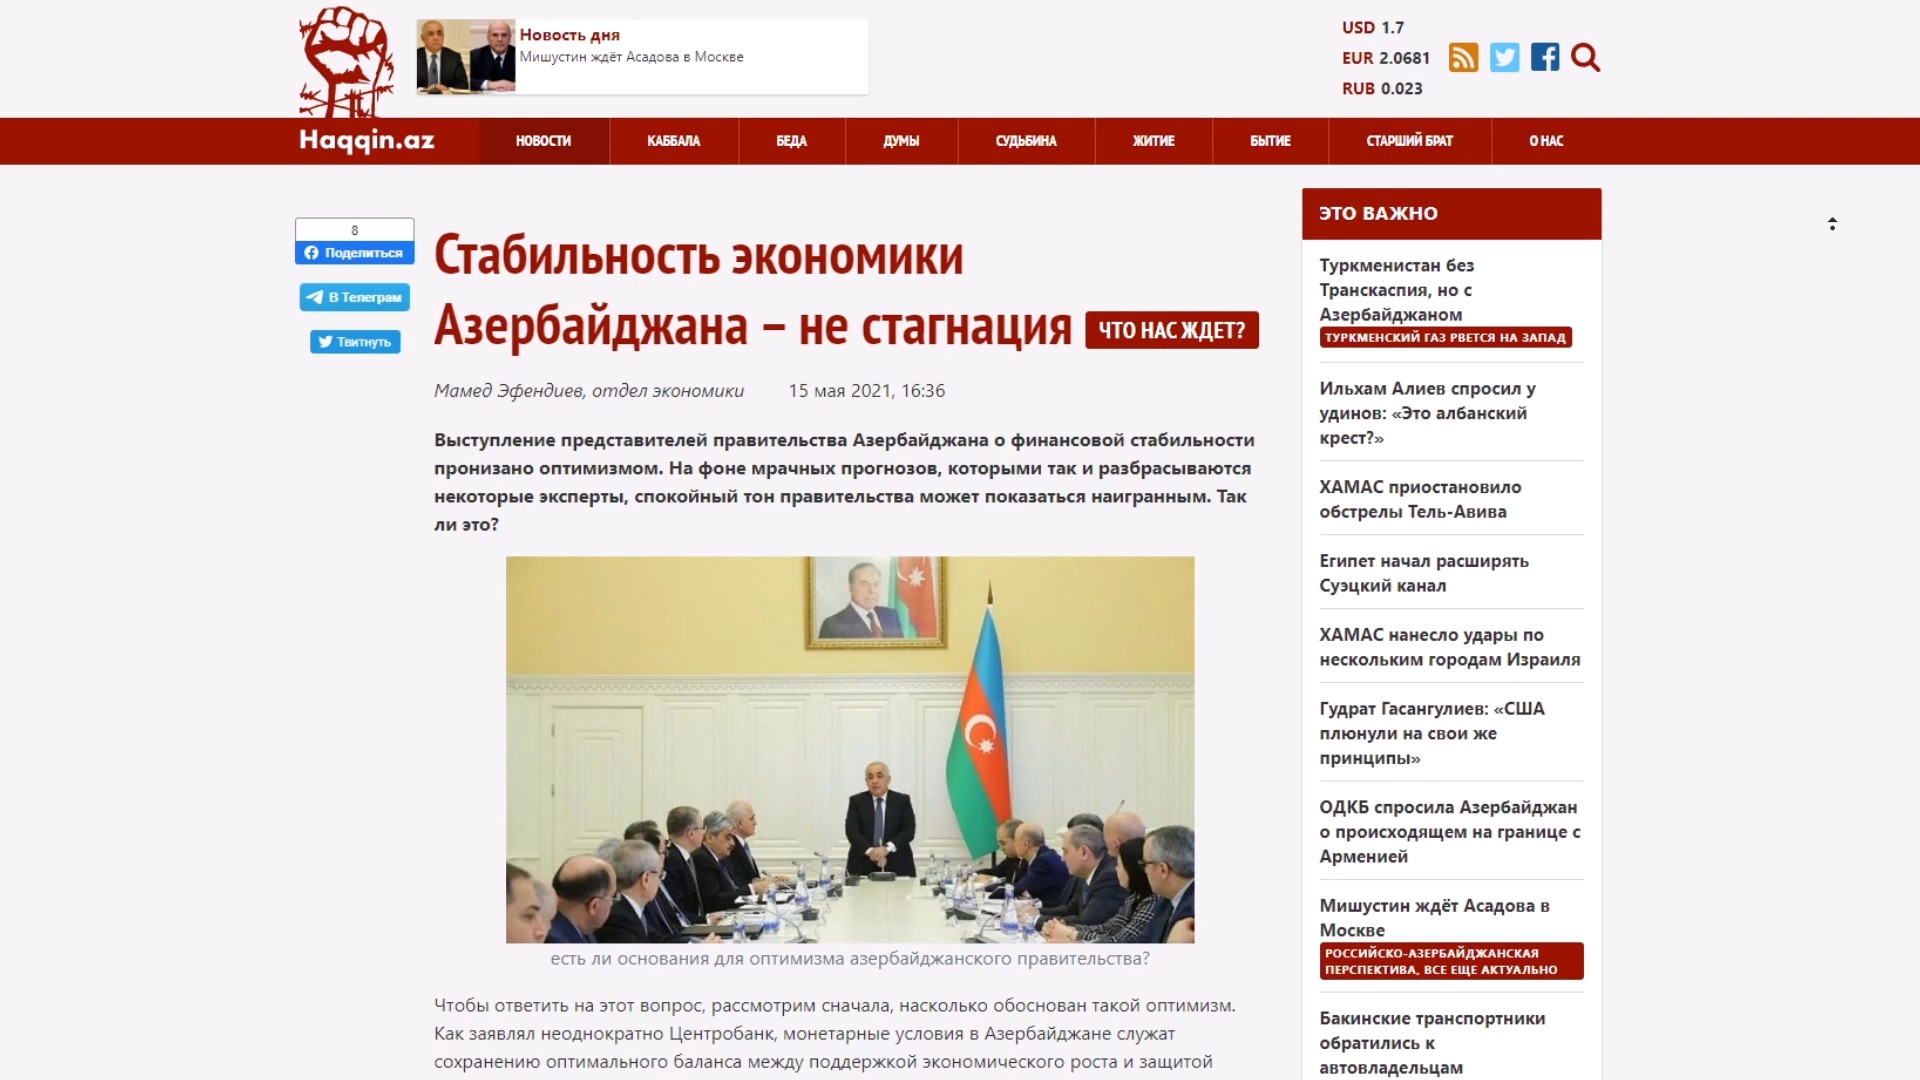 Новость дня
Мишустин ждёт Асадова в Москве
USD 1.7
EUR 2.0681
RUB 0.023
Haqqin.az
НОВОСТИ
КАББАЛА
БЕДА
ДУМЫ
СУДЬБИНА
ЖИТИЕ
БЫТИЕ
СТАРШИЙ БРАТ
О НАС
8
Поделиться
В Телеграм
Твитнуть
Стабильность экономики
Азербайджана – не стагнация ЧТО НАС ЖДЕТ?
Мамед Эфендиев, отдел экономики 15 мая 2021, 16:36
Выступление представителей правительства Азербайджана о финансовой стабильности
пронизано оптимизмом. На фоне мрачных прогнозов, которыми так и разбрасываются
некоторые эксперты, спокойный тон правительства может показаться наигранным. Так
ли это?
есть ли основания для оптимизма азербайджанского правительства?
Чтобы ответить на этот вопрос, рассмотрим сначала, насколько обоснован такой оптимизм.
Как заявлял неоднократно Центробанк, монетарные условия в Азербайджане служат
сохранению оптимального баланса между поддержкой экономического роста и защитой
ЭТО ВАЖНО
Туркменистан без
Транскаспия, но с
Азербайджаном
ТУРКМЕНСКИЙ ГАЗ РВЕТСЯ НА ЗАПАД
Ильхам Алиев спросил у
удинов: «Это албанский
крест?»
ХАМАС приостановило
обстрелы Тель-Авива
Египет начал расширять
Суэцкий канал
ХАМАС нанесло удары по
нескольким городам Израиля
Гудрат Гасангулиев: «США
плюнули на свои же
принципы»
ОДКБ спросила Азербайджан
о происходящем на границе с
Арменией
Мишустин ждёт Асадова в
Москве
РОССИЙСКО-АЗЕРБАЙДЖАНСКАЯ
ПЕРСПЕКТИВА, ВСЕ ЕЩЕ АКТУАЛЬНО
Бакинские транспортники
обратились к
автовладельцам